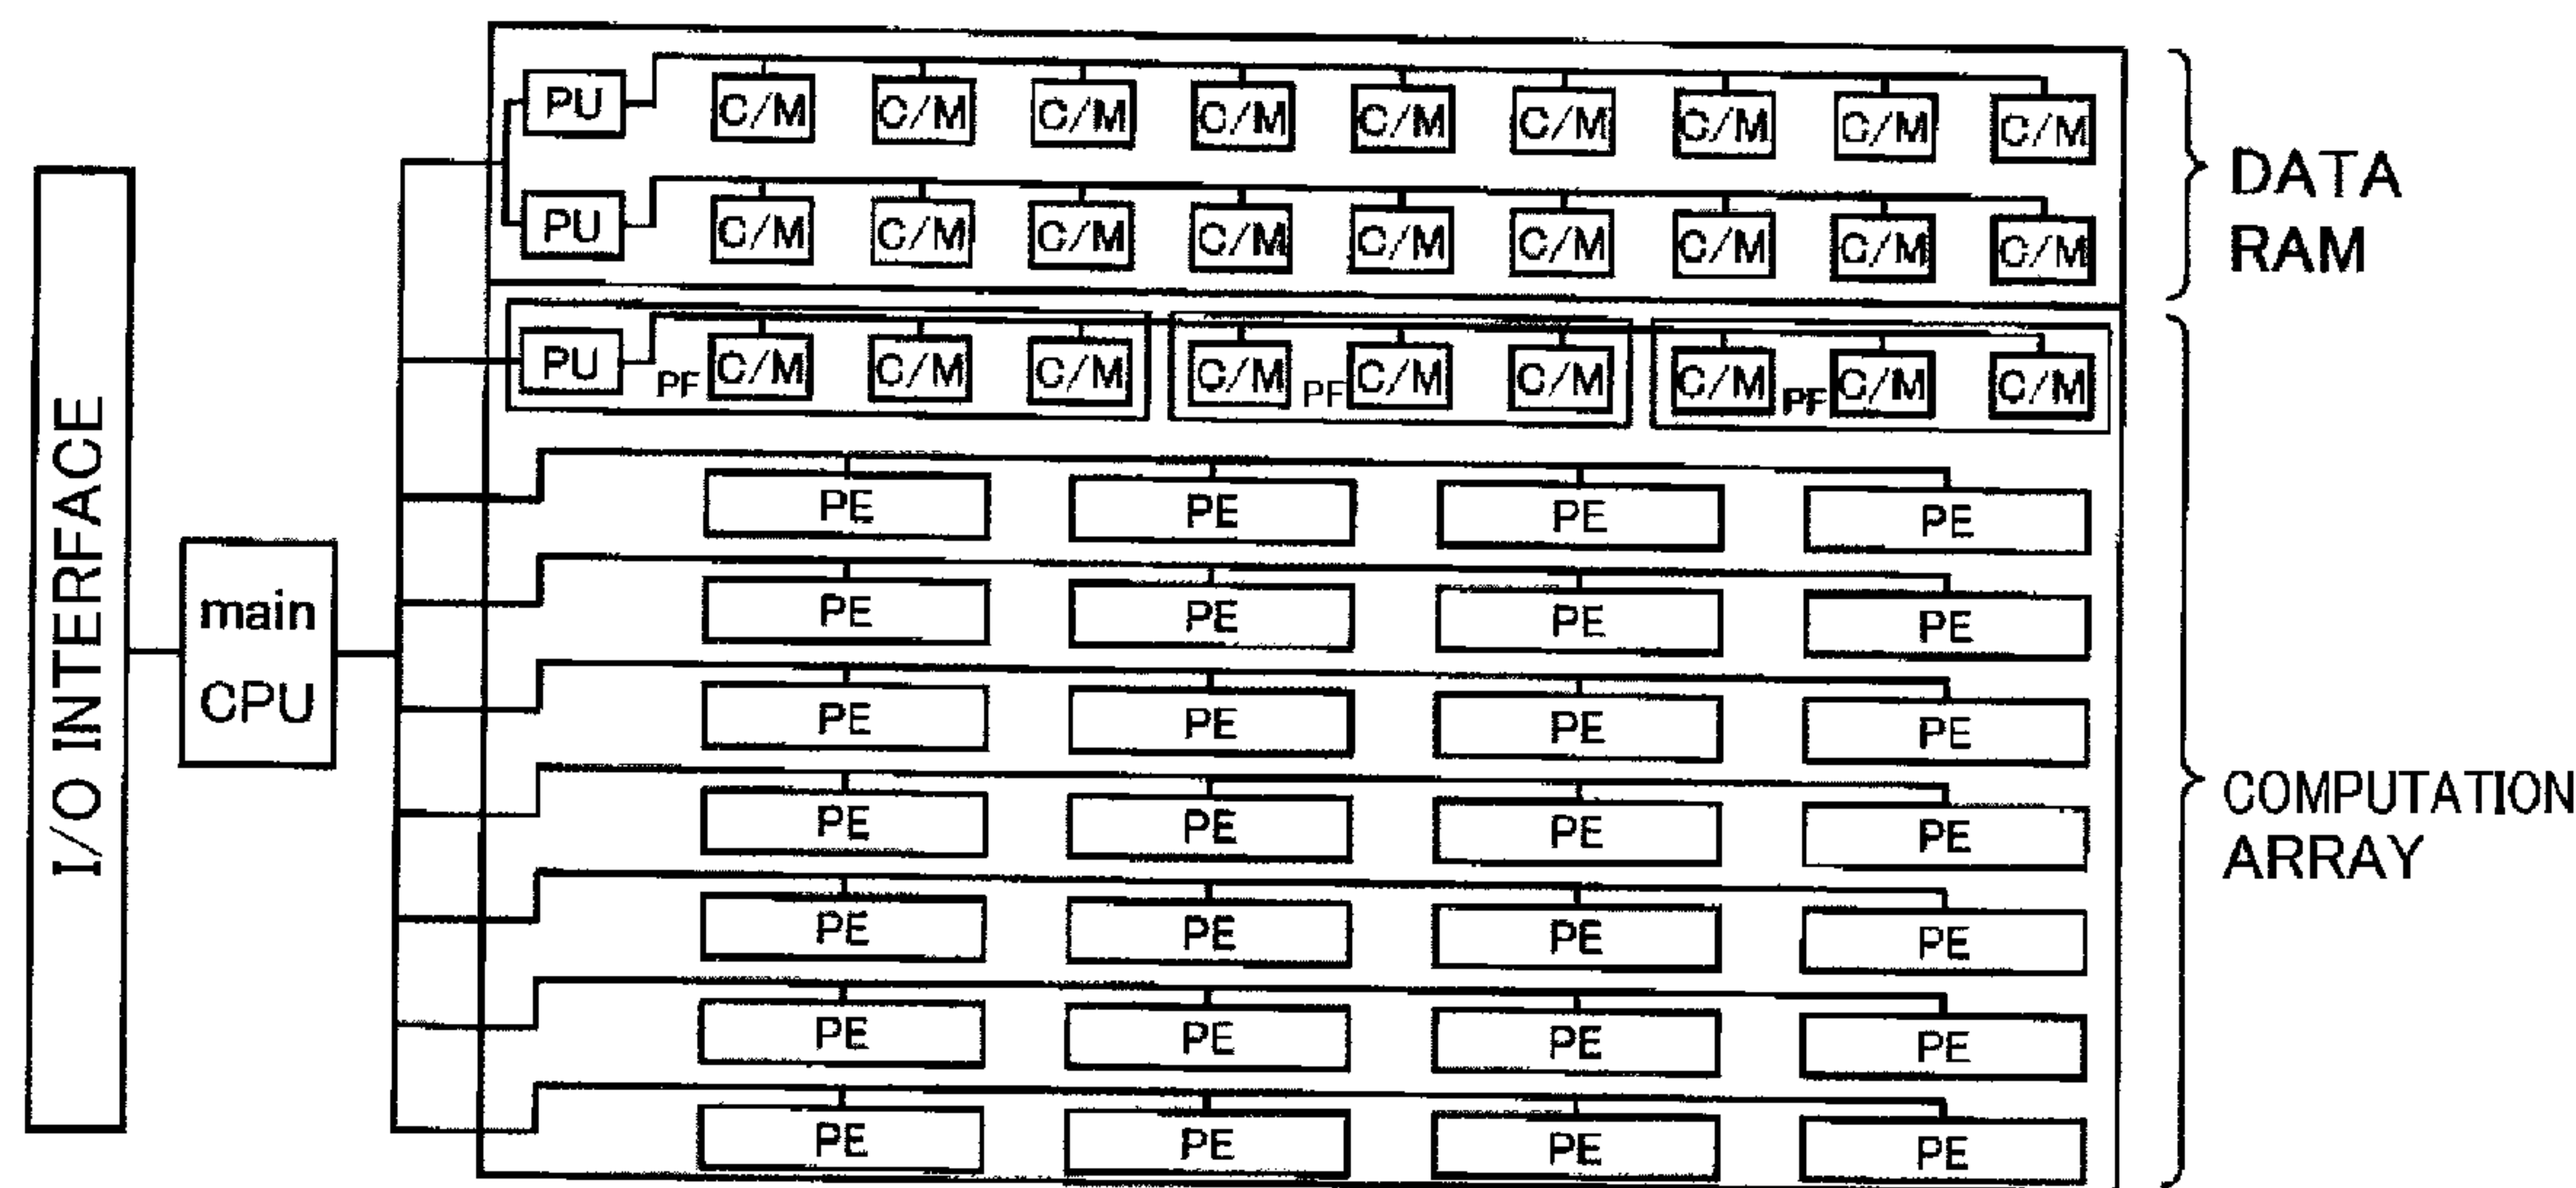 I/O INTERFACE
main
CPU
PU C/M C/M C/M C/M C/M C/M C/M C/M C/M
PU C/M C/M C/M C/M C/M C/M C/M C/M C/M
DATA
RAM
PU PF C/M C/M C/M C/M PF C/M C/M C/M PF C/M C/M
PE PE PE PE
PE PE PE PE
PE PE PE PE
PE PE PE PE
PE PE PE PE
PE PE PE PE
PE PE PE PE
COMPUTATION
ARRAY